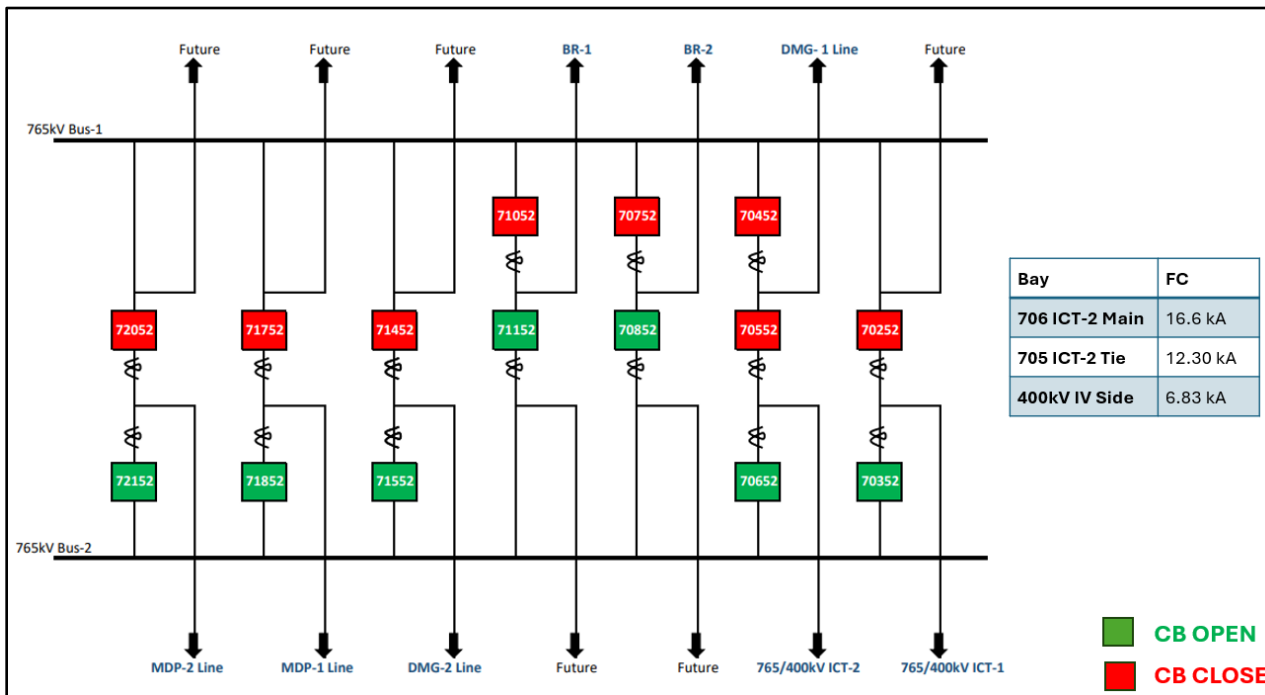 Future
Future
Future
BR-1
BR-2
DMG- 1 Line
Future
765kV Bus-1
71052
70752
70452
72052
71752
71452
71152
70852
70552
70252
72152
71852
71552
70652
70352
765kV Bus-2
MDP-2 Line
MDP-1 Line
DMG-2 Line
Future
Future
765/400kV ICT-2
765/400kV ICT-1
Bay FC
706 ICT-2 Main 16.6 kA
705 ICT-2 Tie 12.30 kA
400kV IV Side 6.83 kA
CB OPEN
CB CLOSE